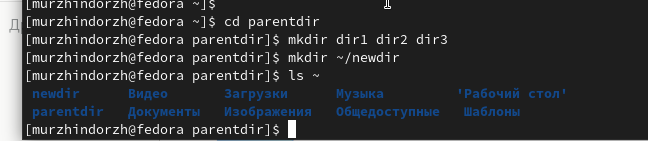 [murzhindorzh@fedora ~]$
Д
[murzhindorzh@fedora ~]$ cd parentdir
[murzhindorzh@fedora parentdir]$ mkdir dir1 dir2 dir3
[murzhindorzh@fedora parentdir]$ mkdir ~/newdir
[murzhindorzh@fedora parentdir]$ ls ~
newdir Видео Загрузки Музыка 'Рабочий стол'
parentdir Документы Изображения Общедоступные Шаблоны
[murzhindorzh@fedora parentdir]$